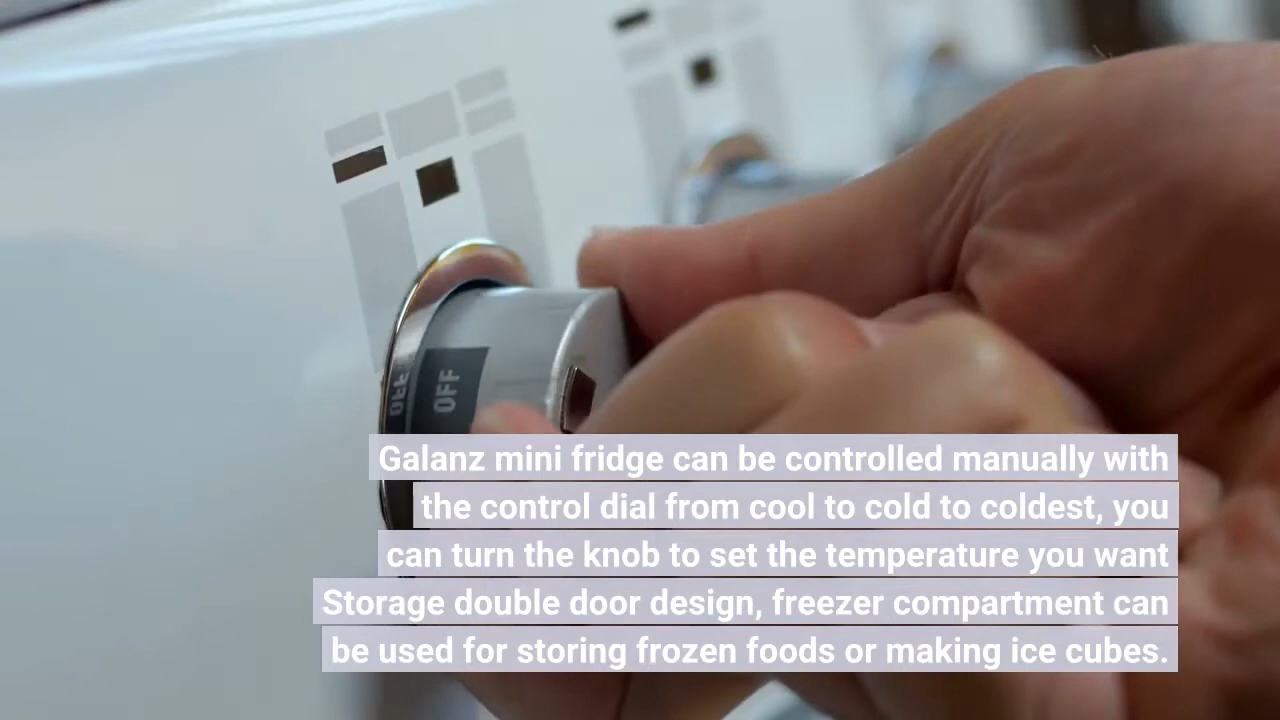 OFF
OFF
Galanz mini fridge can be controlled manually with
the control dial from cool to cold to coldest, you
can turn the knob to set the temperature you want
Storage double door design, freezer compartment can
be used for storing frozen foods or making ice cubes.